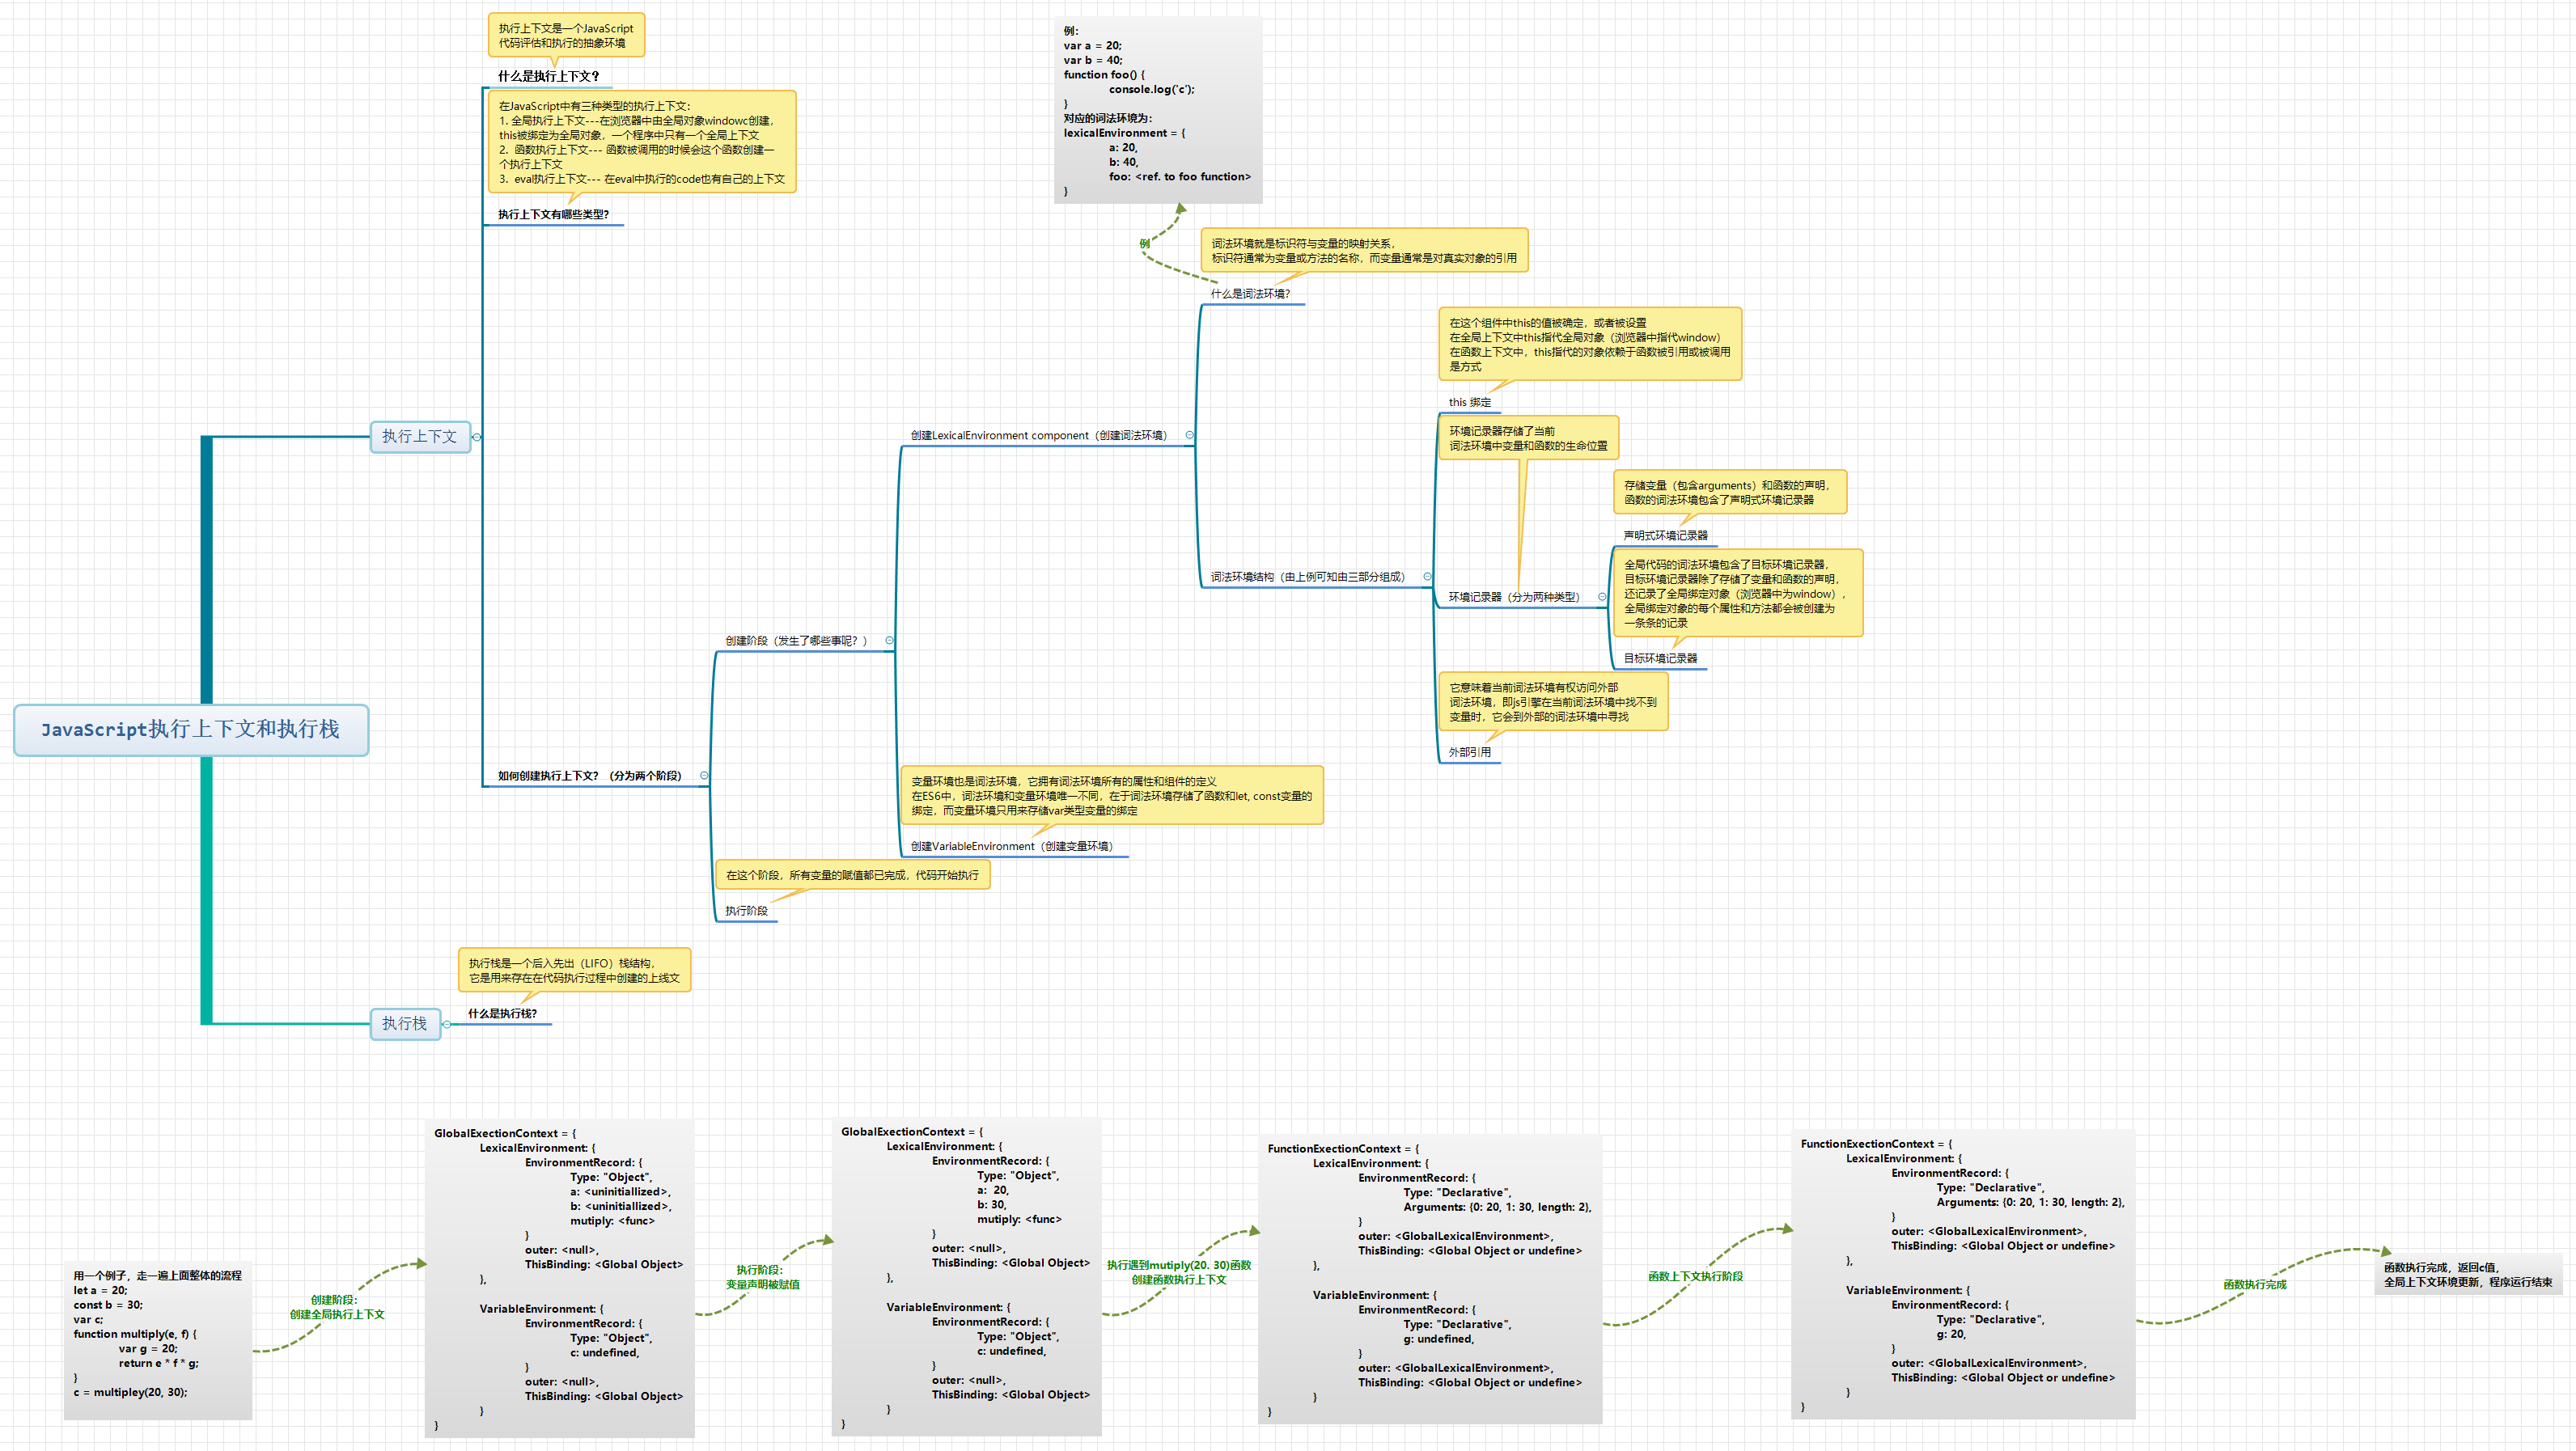 JavaScript执行上下文和执行栈
执行上下文
执行上下文是一个JavaScript
代码评估和执行的抽象环境
什么是执行上下文？
在JavaScript中有三种类型的执行上下文：
1. 全局执行上下文---在浏览器中由全局对象windowc创建，
this被绑定为全局对象，一个程序中只有一个全局上下文
2.  函数执行上下文--- 函数被调用的时候会这个函数创建一
个执行上下文
3.  eval执行上下文--- 在eval中执行的code也有自己的上下文
执行上下文有哪些类型？
如何创建执行上下文？（分为两个阶段）
创建阶段（发生了哪些事呢？）
创建LexicalEnvironment component（创建词法环境）
例：
var a = 20;
var b = 40;
function foo() {
console.log('c');
}
对应的词法环境为：
lexicalEnvironment = {
a: 20,
b: 40,
foo: <ref. to foo function>
}
例
词法环境就是标识符与变量的映射关系，
标识符通常为变量或方法的名称，而变量通常是对真实对象的引用
什么是词法环境？
词法环境结构（由上例可知由三部分组成）
在这个组件中this的值被确定，或者被设置
在全局上下文中this指代全局对象（浏览器中指代window）
在函数上下文中，this指代的对象依赖于函数被引用或被调用
是方式
this 绑定
环境记录器存储了当前
词法环境中变量和函数的生命位置
环境记录器（分为两种类型）
存储变量（包含arguments）和函数的声明，
函数的词法环境包含了声明式环境记录器
声明式环境记录器
全局代码的词法环境包含了目标环境记录器，
目标环境记录器除了存储了变量和函数的声明，
还记录了全局绑定对象（浏览器中为window），
全局绑定对象的每个属性和方法都会被创建为
一条条的记录
目标环境记录器
它意味着当前词法环境有权访问外部
词法环境，即js引擎在当前词法环境中找不到
变量时，它会到外部的词法环境中寻找
外部引用
变量环境也是词法环境，它拥有词法环境所有的属性和组件的定义
在ES6中，词法环境和变量环境唯一不同，在于词法环境存储了函数和let, const变量的
绑定，而变量环境只用来存储var类型变量的绑定
创建VariableEnvironment（创建变量环境）
在这个阶段，所有变量的赋值都已完成，代码开始执行
执行阶段
执行栈
执行栈是一个后入先出（LIFO）栈结构，
它是用来存在在代码执行过程中创建的上线文
什么是执行栈？
用一个例子，走一遍上面整体的流程
let a = 20;
const b = 30;
var c;
function multiply(e, f) {
var g = 20;
return e * f * g;
}
c = multipley(20, 30);
创建阶段：
创建全局执行上下文
GlobalExectionContext = {
LexicalEnvironment: {
EnvironmentRecord: {
Type: "Object",
a: <uninitiallized>,
b: <uninitiallized>,
mutiply: <func>
}
outer: <null>,
ThisBinding: <Global Object>
},
VariableEnvironment: {
EnvironmentRecord: {
Type: "Object",
c: undefined,
}
outer: <null>,
ThisBinding: <Global Object>
}
}
执行阶段：
变量声明被赋值
GlobalExectionContext = {
LexicalEnvironment: {
EnvironmentRecord: {
Type: "Object",
a:  20,
b: 30,
mutiply: <func>
}
outer: <null>,
ThisBinding: <Global Object>
},
VariableEnvironment: {
EnvironmentRecord: {
Type: "Object",
c: undefined,
}
outer: <null>,
ThisBinding: <Global Object>
}
}
执行遇到mutiply(20. 30)函数
创建函数执行上下文
FunctionExectionContext = {
LexicalEnvironment: {
EnvironmentRecord: {
Type: "Declarative",
Arguments: {0: 20, 1: 30, length: 2},
}
outer: <GlobalLexicalEnvironment>,
ThisBinding: <Global Object or undefine>
},
VariableEnvironment: {
EnvironmentRecord: {
Type: "Declarative",
g: undefined,
}
outer: <GlobalLexicalEnvironment>,
ThisBinding: <Global Object or undefine>
}
}
函数上下文执行阶段
FunctionExectionContext = {
LexicalEnvironment: {
EnvironmentRecord: {
Type: "Declarative",
Arguments: {0: 20, 1: 30, length: 2},
}
outer: <GlobalLexicalEnvironment>,
ThisBinding: <Global Object or undefine>
},
VariableEnvironment: {
EnvironmentRecord: {
Type: "Declarative",
g: 20,
}
outer: <GlobalLexicalEnvironment>,
ThisBinding: <Global Object or undefine>
}
}
函数执行完成
函数执行完成，返回c值，
全局上下文环境更新，程序运行结束